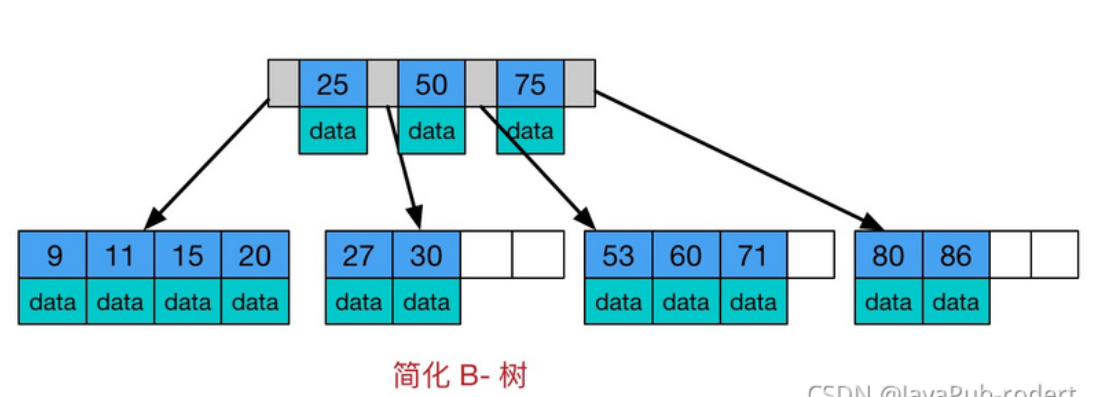 25 50 75
data data data
9 11 15 20 27 30 53 60 71 80 86
data data data data data data data data data data data
简化 B- 树
CSDN @JavaPub-rodert